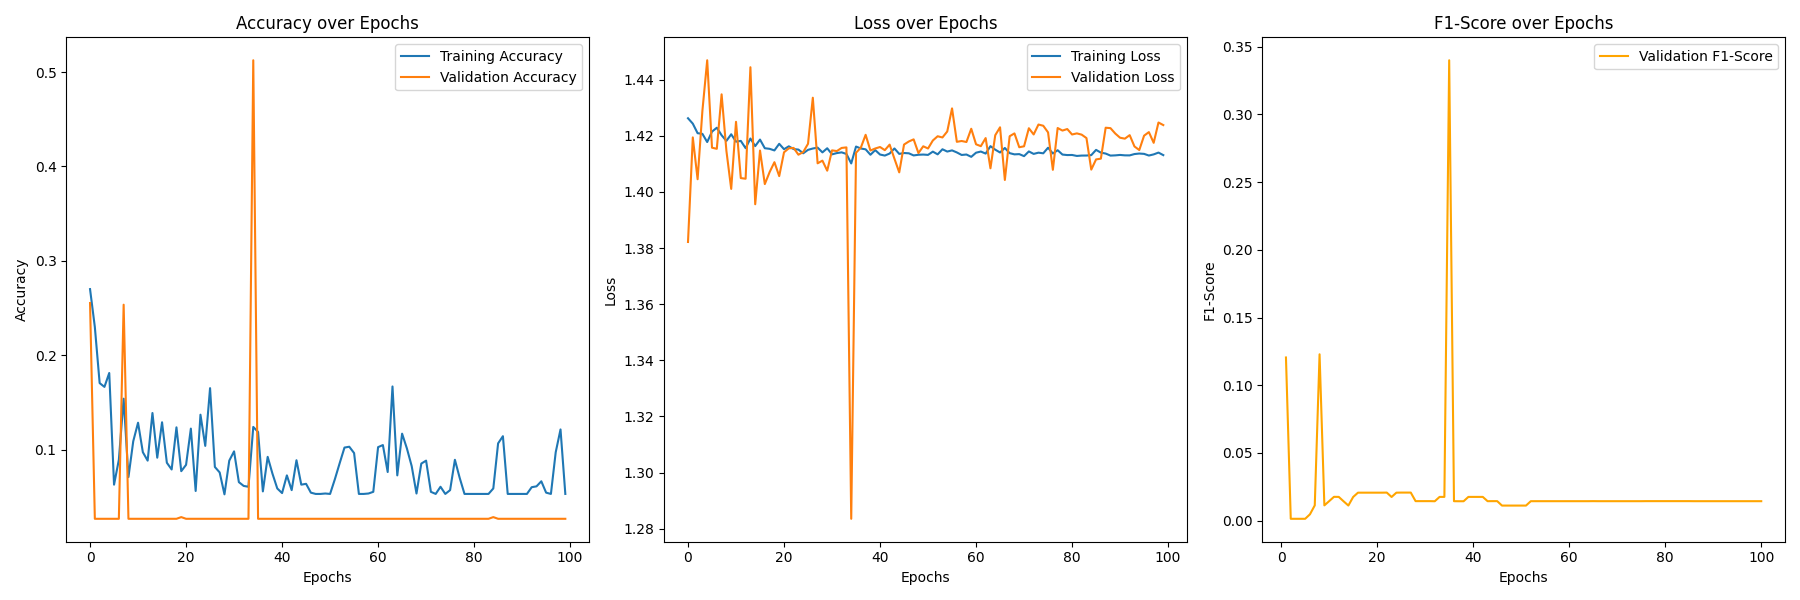 Accuracy over Epochs
Training Accuracy
Validation Accuracy
0.5
0.4
0.3
0.2
0.1
Accuracy
0 20 40 60 80 100
Epochs
Loss over Epochs
Training Loss
Validation Loss
1.44
1.42
1.40
1.38
1.36
1.34
1.32
1.30
1.28
Loss
0 20 40 60 80 100
Epochs
F1-Score over Epochs
Validation F1-Score
0.35
0.30
0.25
0.20
0.15
0.10
0.05
0.00
F1-Score
0 20 40 60 80 100
Epochs